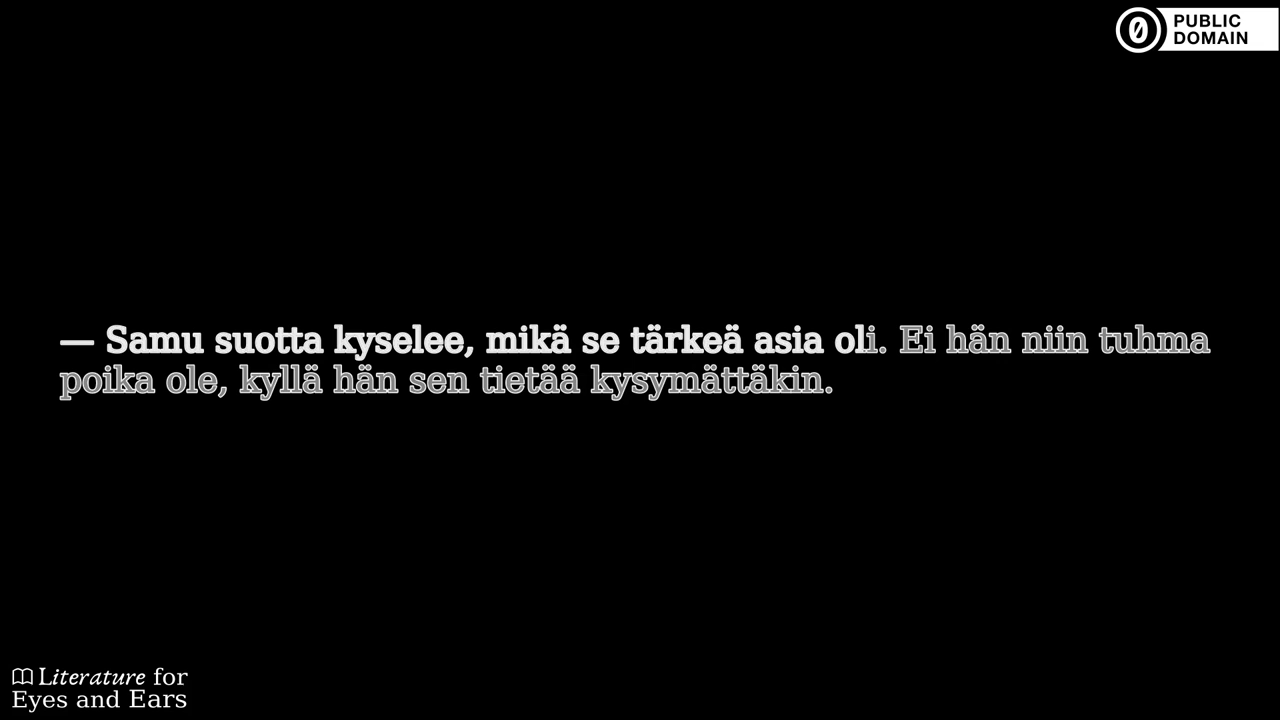 PUBLIC
DOMAIN
— Samu suotta kyselee, mikä se tärkeä asia oli. Ei hän niin tuhma
poika ole, kyllä hän sen tietää kysymättäkin.
Literature for
Eyes and Ears